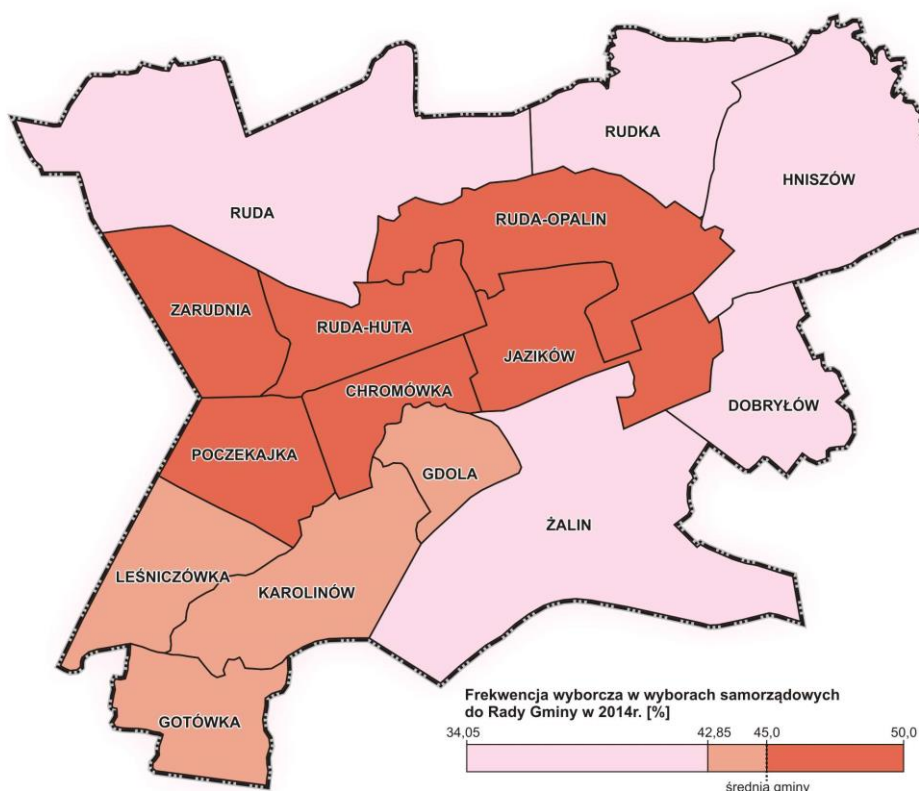 RUDKA
HNISZÓW
RUDA
RUDA-OPALIN
ZARUDNIA
RUDA-HUTA
JAZIKÓW
CHROMÓWKA
DOBRYŁÓW
POCZEKAJKA
GDOLA
ŻALIN
LEŚNICZÓWKA
KAROLINÓW
GOTÓWKA
Frekwencja wyborcza w wyborach samorządowych
do Rady Gminy w 2014r. [%]
34,05 42,85 45,0 50,0
średnia gminy